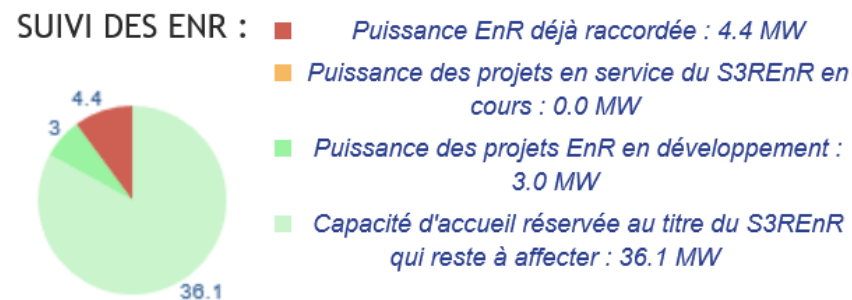 SUIVI DES ENR :
Puissance EnR déjà raccordée : 4.4 MW
Puissance des projets en service du S3REnR en
cours : 0.0 MW
Puissance des projets EnR en développement :
3.0 MW
Capacité d'accueil réservée au titre du S3REnR
qui reste à affecter : 36.1 MW
4.4
3
36.1